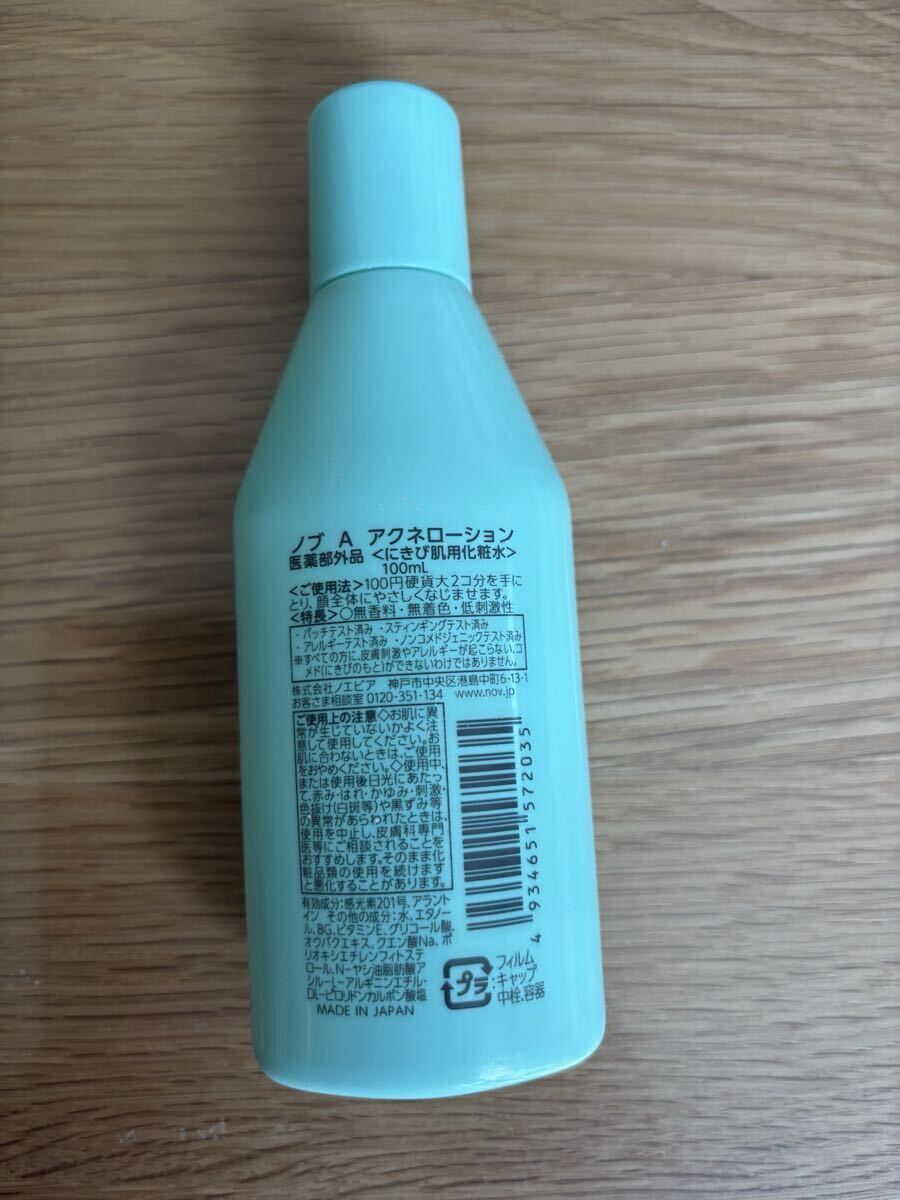 ノブ A アクネローション
医薬部外品 <にきび肌用化粧水>
100mL
<ご使用法>100円硬貨大2コ分を手に
とり、顔全体にやさしくなじませます。
<特長>○無香料・無着色・低刺激性
・パッチテスト済み ・スティンギングテスト済み
・アレルギーテスト済み ・ノンコメドジェニックテスト済み
※すべての方に、皮膚刺激やアレルギーが起こらない、コ
メド(にきびのもと)ができないわけではありません。
株式会社ノエビア 神戸市中央区港島中町6-13-1
お客さま相談室 0120-351-134 www.nov.jp
ご使用上の注意◇お肌に異
常が生じていないかよく注
意して使用してください。お
肌に合わないときは、ご使用
をおやめください。◇使用中、
または使用後日光にあたっ
て、赤み・はれ・かゆみ・刺激・
色抜け(白斑等)や黒ずみ等
の異常があらわれたときは、
使用を中止し、皮膚科専門
医等にご相談されることを
おすすめします。そのまま化
粧品類の使用を続けますと
悪化することがあります。
有効成分:感光素201号、アラント
イン その他の成分:水、エタノー
ル、BG、ビタミンE、グリコール酸、
オウバクエキス、クエン酸Na、ポ
リオキシエチレンフィトステ
ロール、N-ヤシ油脂肪酸ア
シル-L-アルギニンエチル・
DL-ピロリドンカルボン酸塩
MADE IN JAPAN
4 934651 572035
プラ
:フィルム
キャップ
中栓、容器